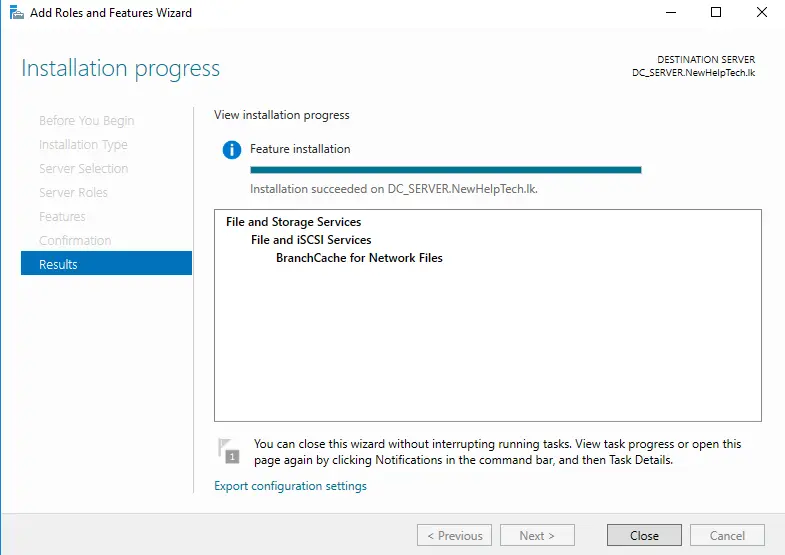 Add Roles and Features Wizard
Installation progress
DESTINATION SERVER
DC_SERVER.NewHelpTech.lk
Before You Begin
Installation Type
Server Selection
Server Roles
Features
Confirmation
Results
View installation progress
Feature installation
Installation succeeded on DC_SERVER.NewHelpTech.lk.
File and Storage Services
File and iSCSI Services
BranchCache for Network Files
1
You can close this wizard without interrupting running tasks. View task progress or open this
page again by clicking Notifications in the command bar, and then Task Details.
Export configuration settings
< Previous
Next >
Close
Cancel